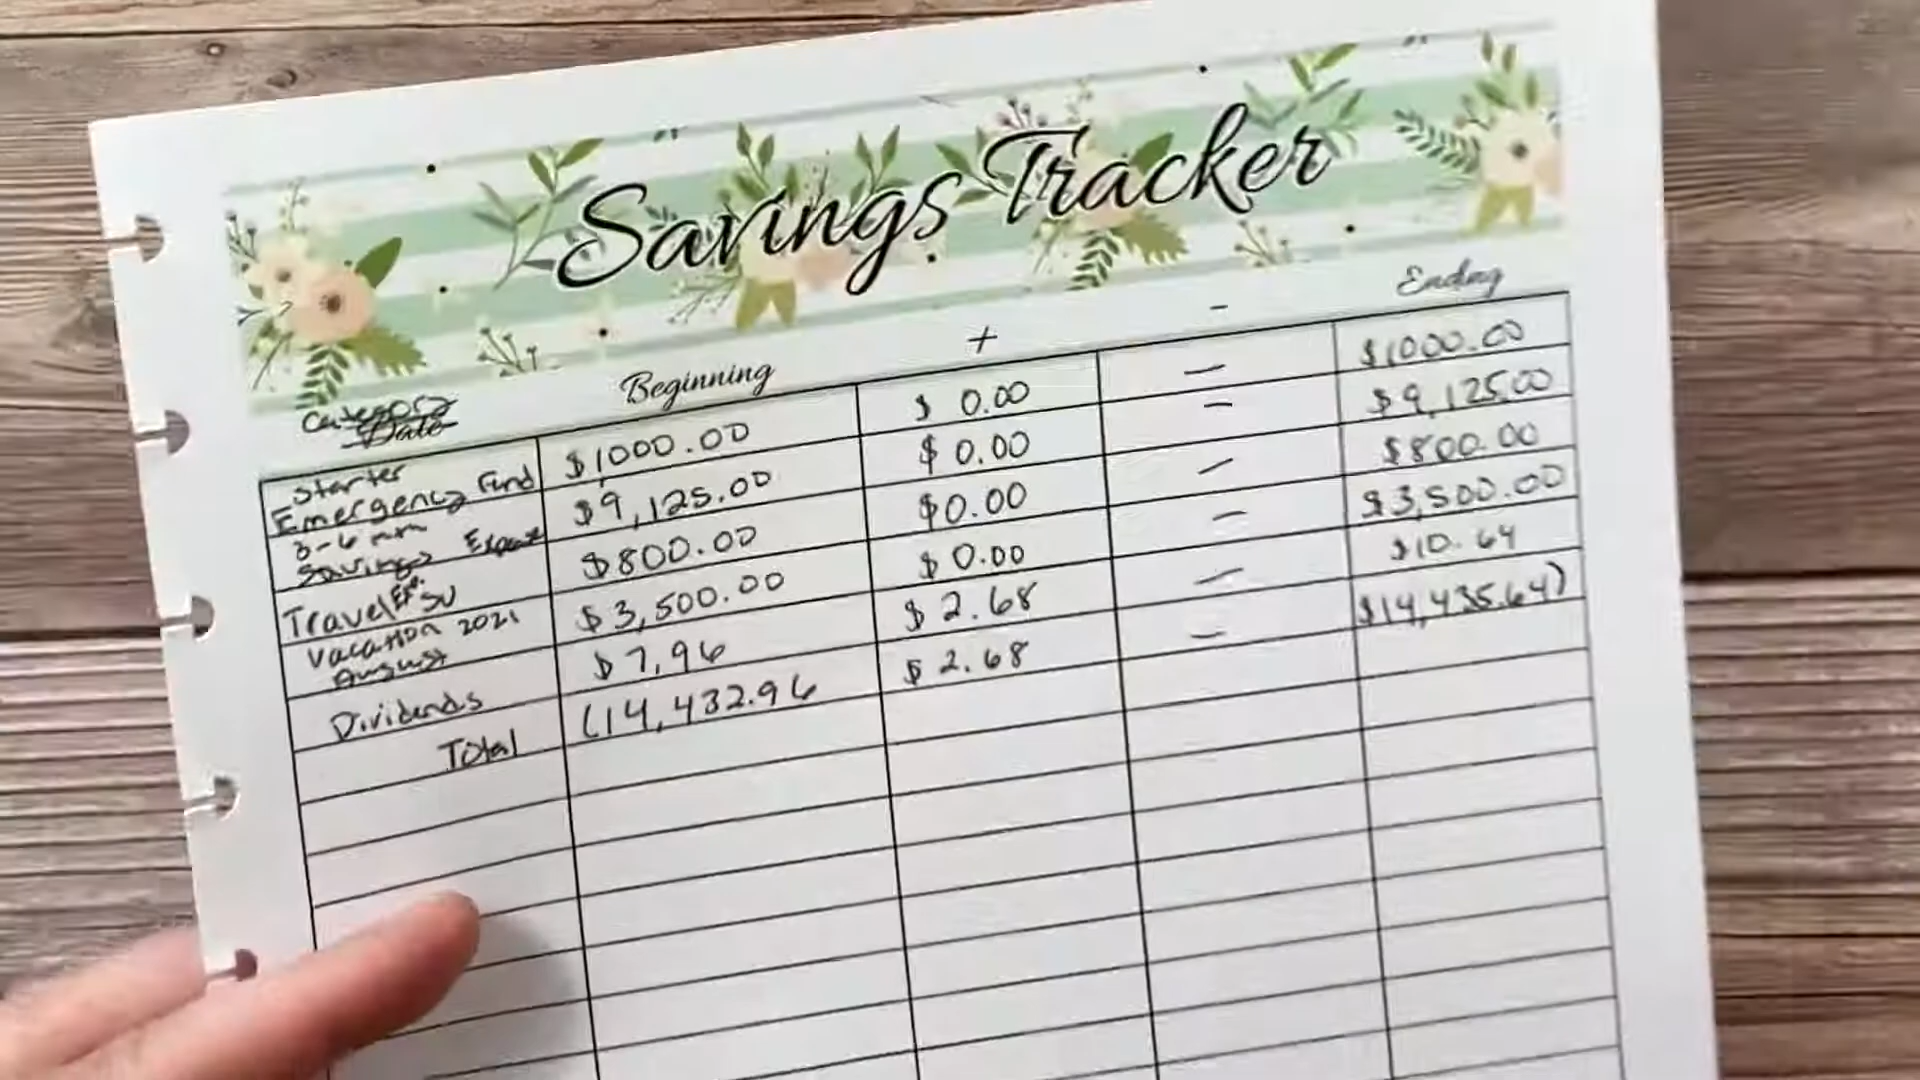 Savings Tracker
Category Date Beginning + - Ending
Starter Emergency Fund $1000.00 $ 0.00 — $1000.00
3-6 mm Savings $9,125.00 $0.00 — $9,125.00
Travel $800.00 $0.00 — $800.00
Vacation 2021 August $3,500.00 $0.00 — $3,500.00
Dividends $7.96 $2.68 — $10.64
Total (14,432.96 $2.68 — $14,435.64)